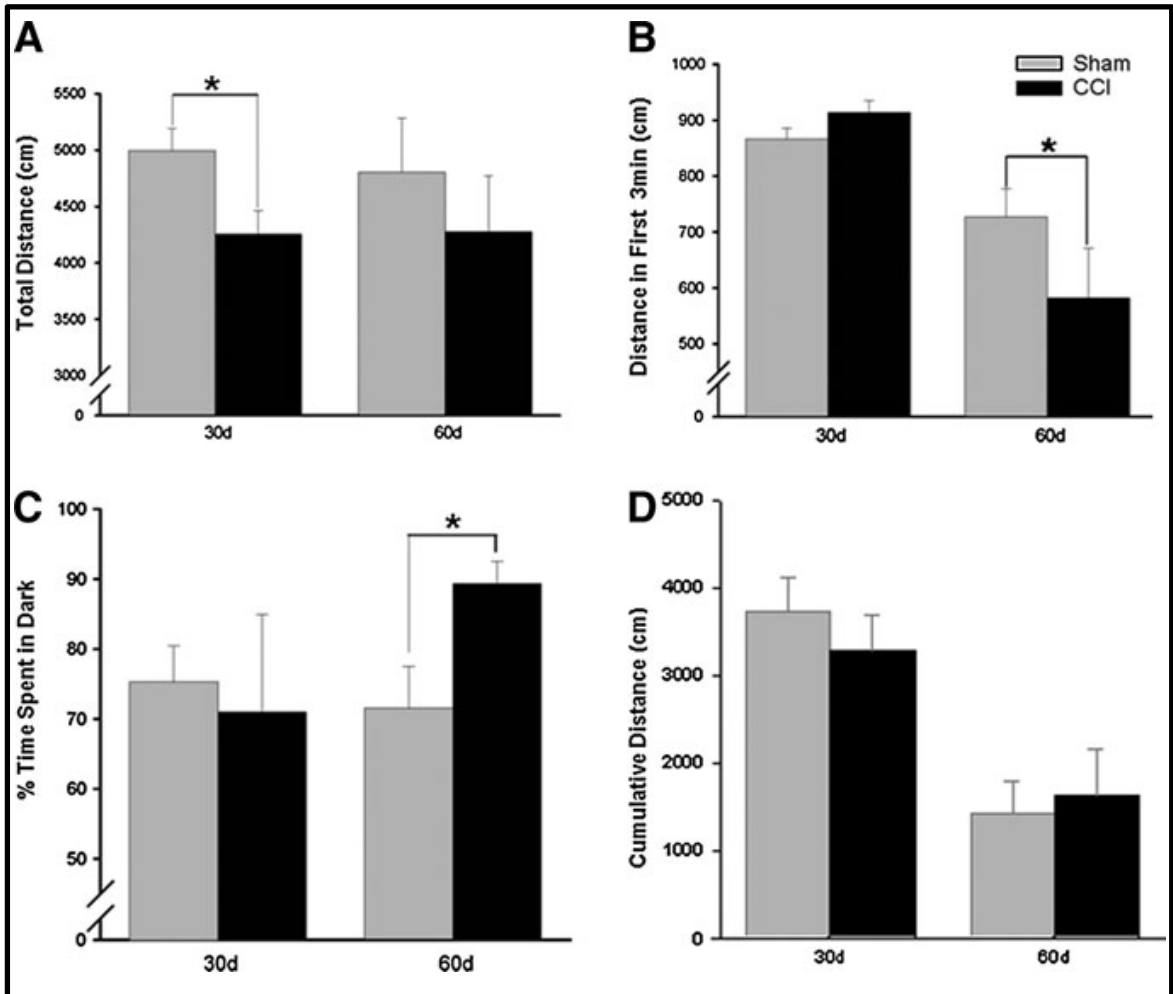 A
Total Distance (cm)
5500
5000
4500
4000
3500
3000
0
*
30d
60d
B
Distance in First 3min (cm)
1000
900
800
700
600
500
0
Sham
CCI
*
30d
60d
C
% Time Spent in Dark
100
90
80
70
60
50
0
*
30d
60d
D
Cumulative Distance (cm)
5000
4000
3000
2000
1000
0
30d
60d